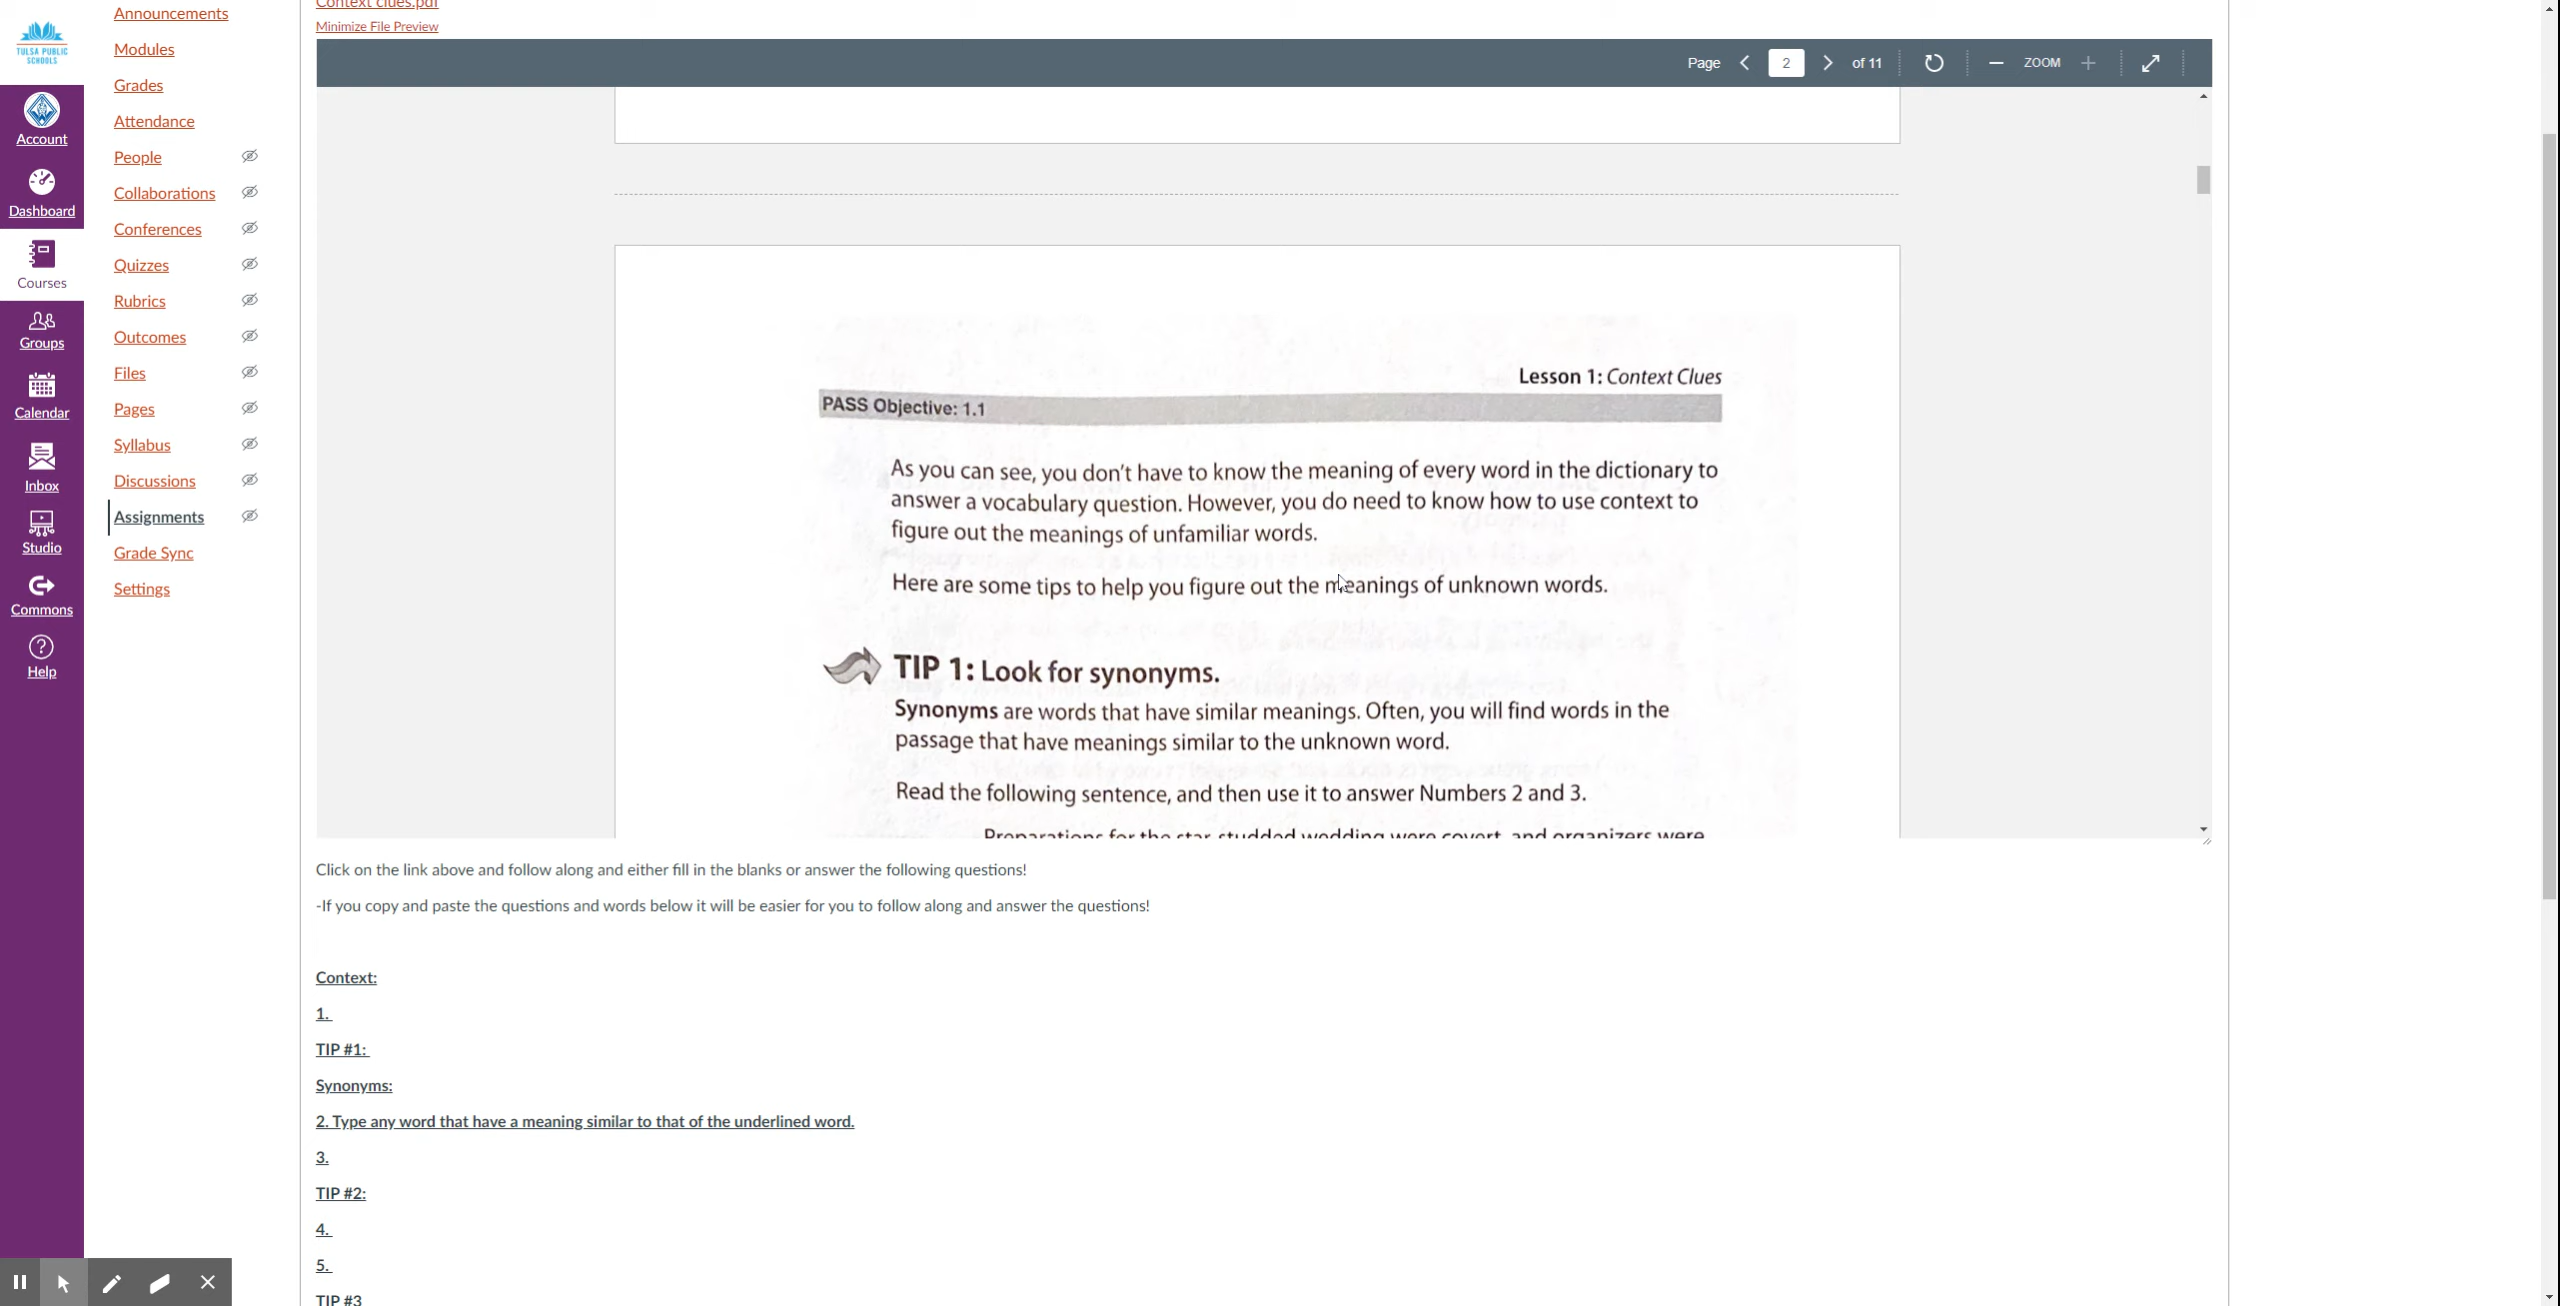 Context clues.pdf
Minimize File Preview
TULSA PUBLIC
SCHOOLS
Account
Dashboard
Courses
Groups
Calendar
Inbox
Studio
Commons
Help
Announcements
Modules
Grades
Attendance
People
Collaborations
Conferences
Quizzes
Rubrics
Outcomes
Files
Pages
Syllabus
Discussions
Assignments
Grade Sync
Settings
Page 2 of 11 ZOOM
Lesson 1: Context Clues
PASS Objective: 1.1
As you can see, you don't have to know the meaning of every word in the dictionary to
answer a vocabulary question. However, you do need to know how to use context to
figure out the meanings of unfamiliar words.
Here are some tips to help you figure out the meanings of unknown words.
TIP 1: Look for synonyms.
Synonyms are words that have similar meanings. Often, you will find words in the
passage that have meanings similar to the unknown word.
Read the following sentence, and then use it to answer Numbers 2 and 3.
Preparations for the star-studded wedding were covert, and organizers were
Click on the link above and follow along and either fill in the blanks or answer the following questions!
-If you copy and paste the questions and words below it will be easier for you to follow along and answer the questions!
Context:
1.
TIP #1:
Synonyms:
2. Type any word that have a meaning similar to that of the underlined word.
3.
TIP #2:
4.
5.
TIP #3